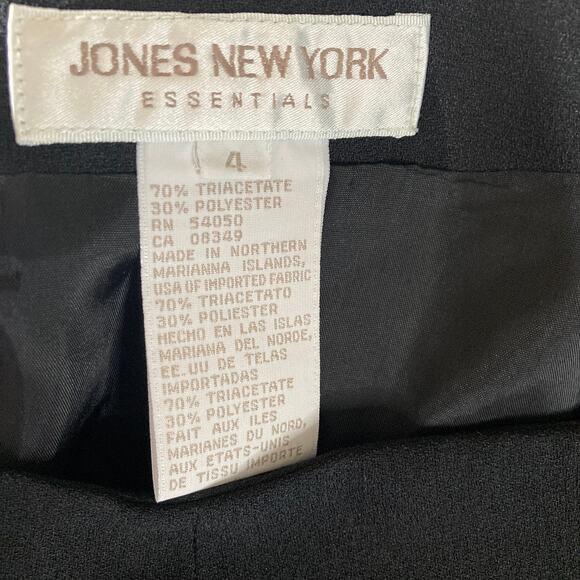 JONES NEW YORK
ESSENTIALS
4
70% TRIACETATE
30% POLYESTER
RN 54050
CA 08349
MADE IN NORTHERN
MARIANNA ISLANDS,
USA OF IMPORTED FABRIC
70% TRIACETATO
30% POLIESTER
HECHO EN LAS ISLAS
MARIANA DEL NORDE,
EE.UU DE TELAS
IMPORTADAS
70% TRIACETATE
30% POLYESTER
FAIT AUX ILES
MARIANES DU NORD,
AUX ETATS-UNIS
DE TISSU IMPORTE